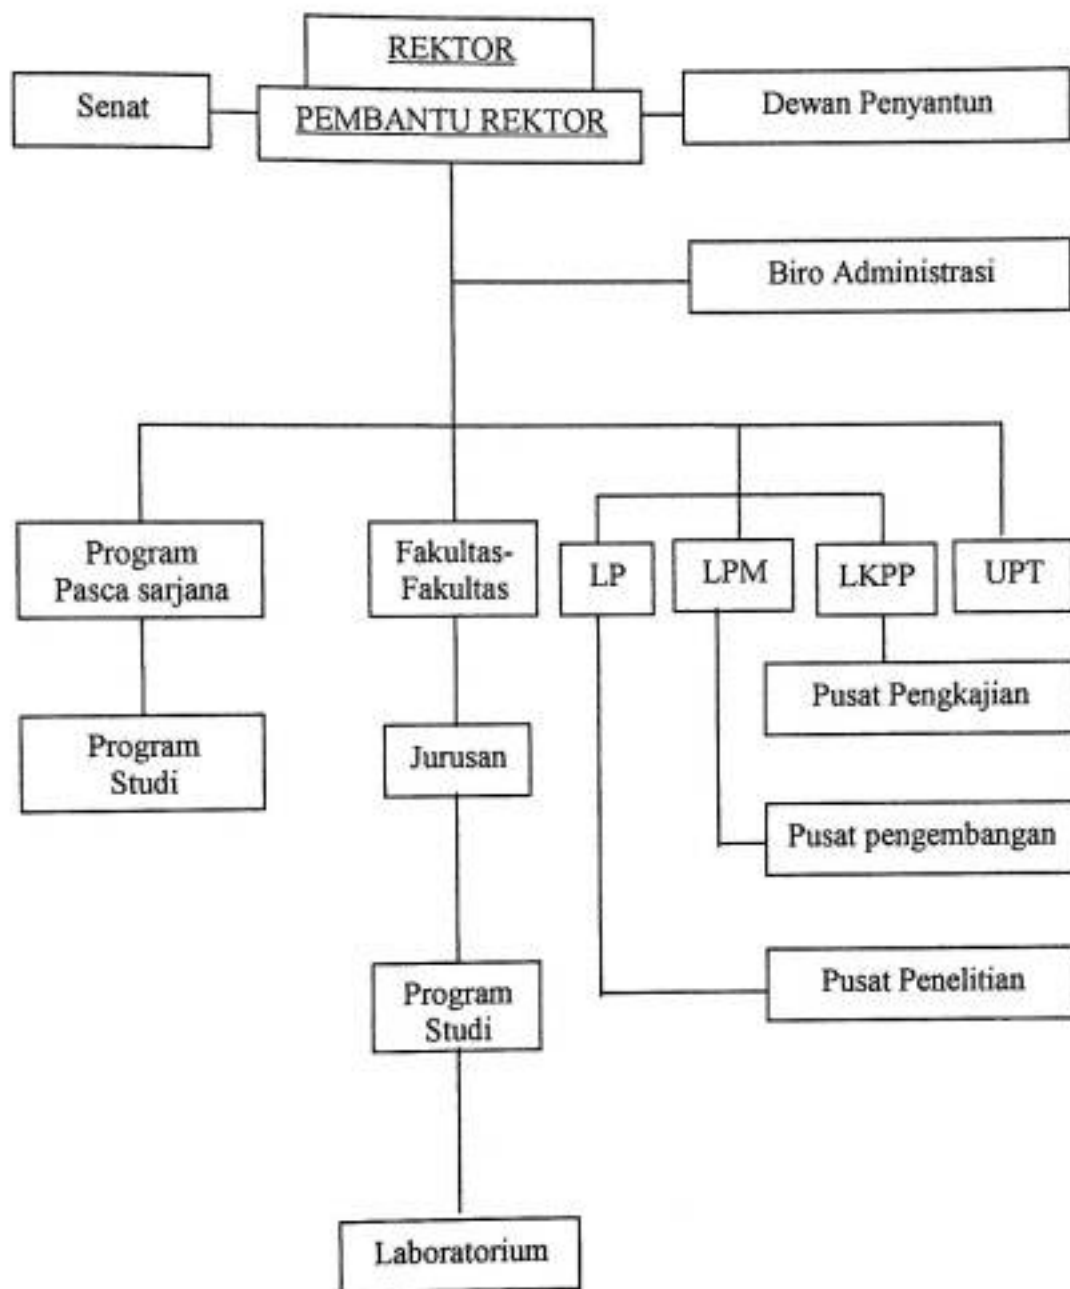 REKTOR
Senat
PEMBANTU REKTOR
Dewan Penyantun
Biro Administrasi
Program
Pasca sarjana
Fakultas-
Fakultas
LP
LPM
LKPP
UPT
Pusat Pengkajian
Program
Studi
Jurusan
Pusat pengembangan
Program
Studi
Pusat Penelitian
Laboratorium